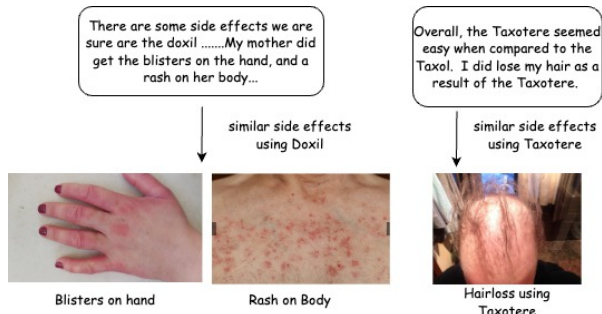 There are some side effects we are
sure are the doxil .......My mother did
get the blisters on the hand, and a
rash on her body...
Overall, the Taxotere seemed
easy when compared to the
Taxol.  I did lose my hair as a
result of the Taxotere.
similar side effects
using Doxil
similar side effects
using Taxotere
Blisters on hand
Rash on Body
Hairloss using
Taxotere